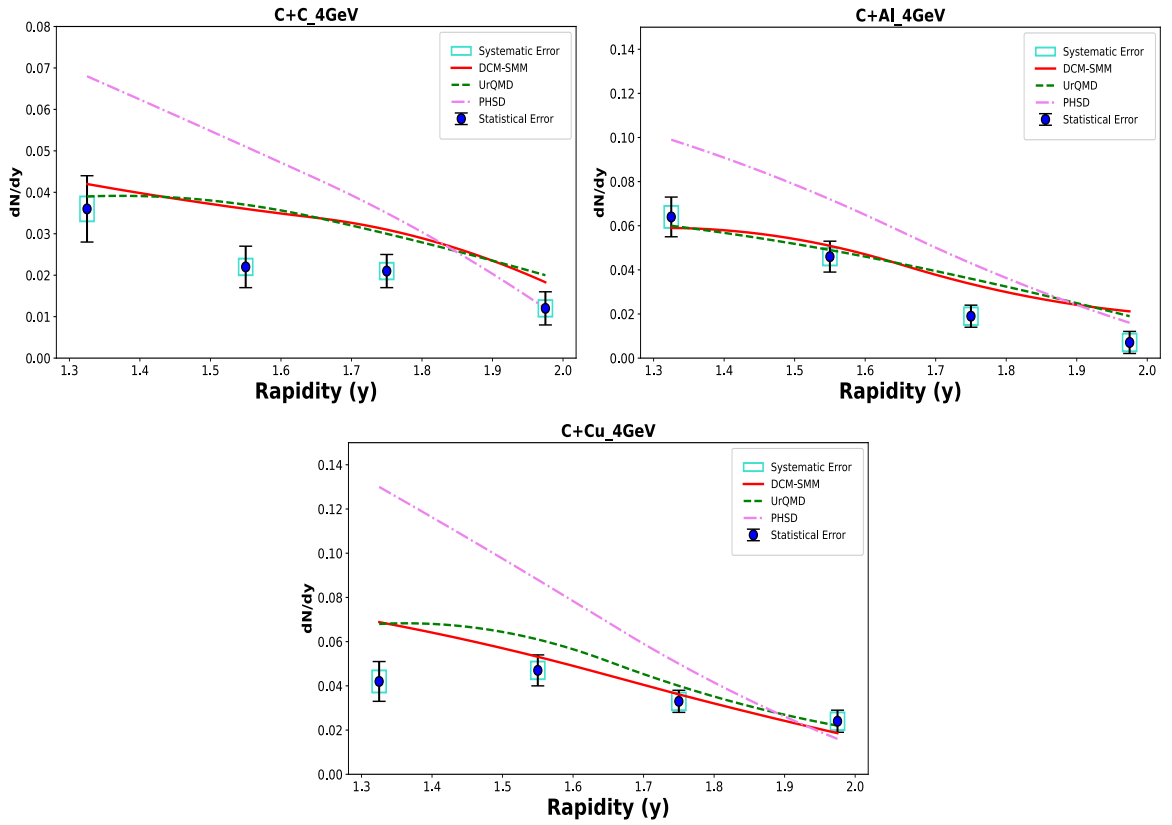 C+C_4GeV
0.08
0.07
0.06
0.05
0.04
0.03
0.02
0.01
0.00
dN/dy
Systematic Error
DCM-SMM
UrQMD
PHSD
Statistical Error
1.3 1.4 1.5 1.6 1.7 1.8 1.9 2.0
Rapidity (y)
C+Al_4GeV
0.14
0.12
0.10
0.08
0.06
0.04
0.02
0.00
dN/dy
Systematic Error
DCM-SMM
UrQMD
PHSD
Statistical Error
1.3 1.4 1.5 1.6 1.7 1.8 1.9 2.0
Rapidity (y)
C+Cu_4GeV
0.14
0.12
0.10
0.08
0.06
0.04
0.02
0.00
dN/dy
Systematic Error
DCM-SMM
UrQMD
PHSD
Statistical Error
1.3 1.4 1.5 1.6 1.7 1.8 1.9 2.0
Rapidity (y)